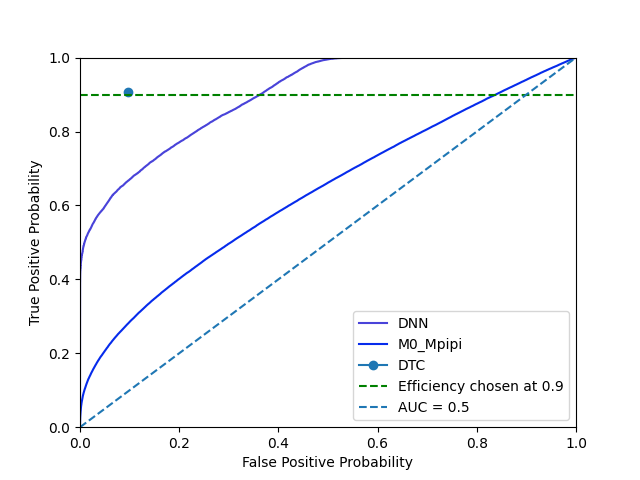 1.0
0.8
0.6
0.4
0.2
0.0
True Positive Probability
DNN
M0_Mpipi
DTC
Efficiency chosen at 0.9
AUC = 0.5
0.0 0.2 0.4 0.6 0.8 1.0
False Positive Probability